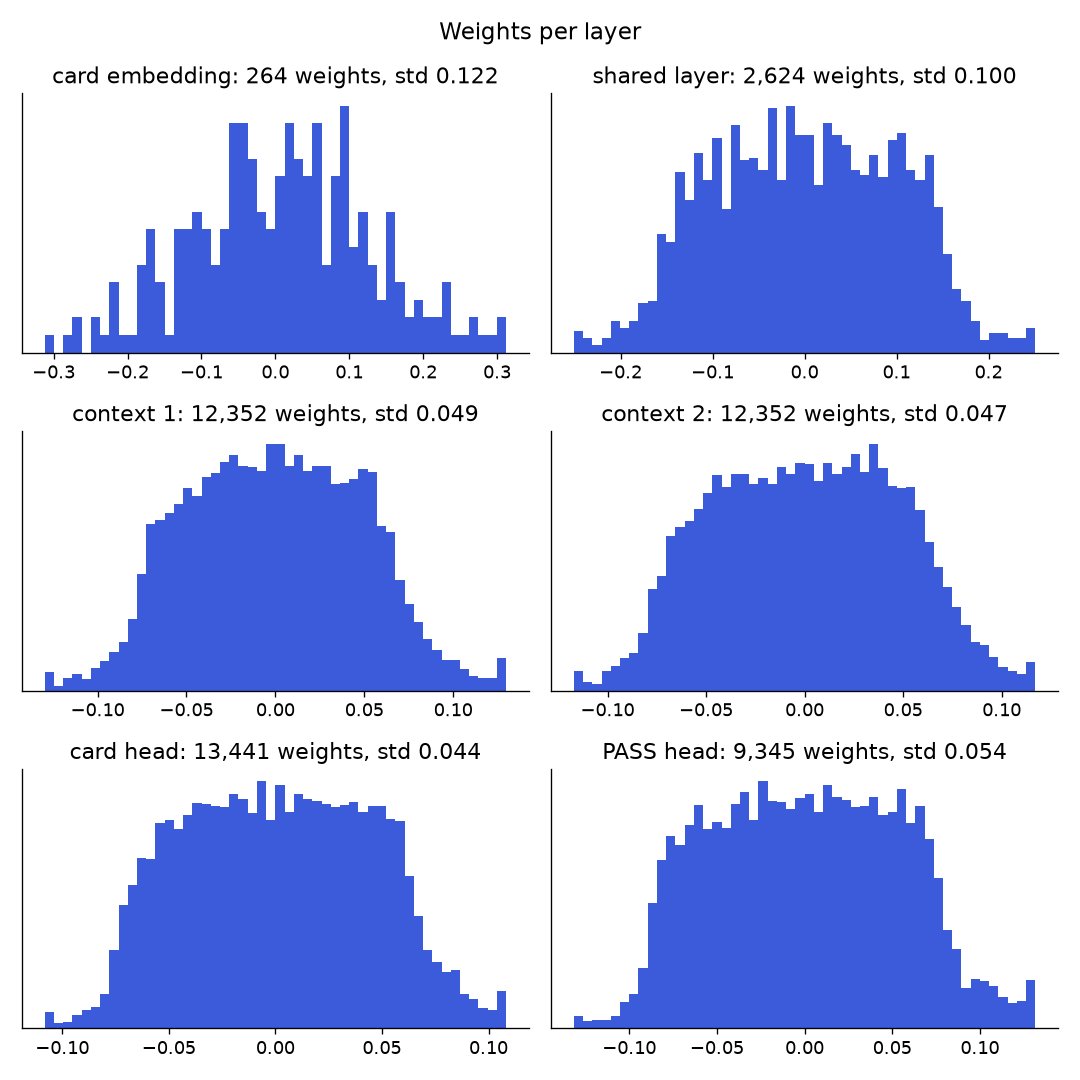 Weights per layer
card embedding: 264 weights, std 0.122
−0.3 −0.2 −0.1 0.0 0.1 0.2 0.3
shared layer: 2,624 weights, std 0.100
−0.2 −0.1 0.0 0.1 0.2
context 1: 12,352 weights, std 0.049
−0.10 −0.05 0.00 0.05 0.10
context 2: 12,352 weights, std 0.047
−0.10 −0.05 0.00 0.05 0.10
card head: 13,441 weights, std 0.044
−0.10 −0.05 0.00 0.05 0.10
PASS head: 9,345 weights, std 0.054
−0.10 −0.05 0.00 0.05 0.10